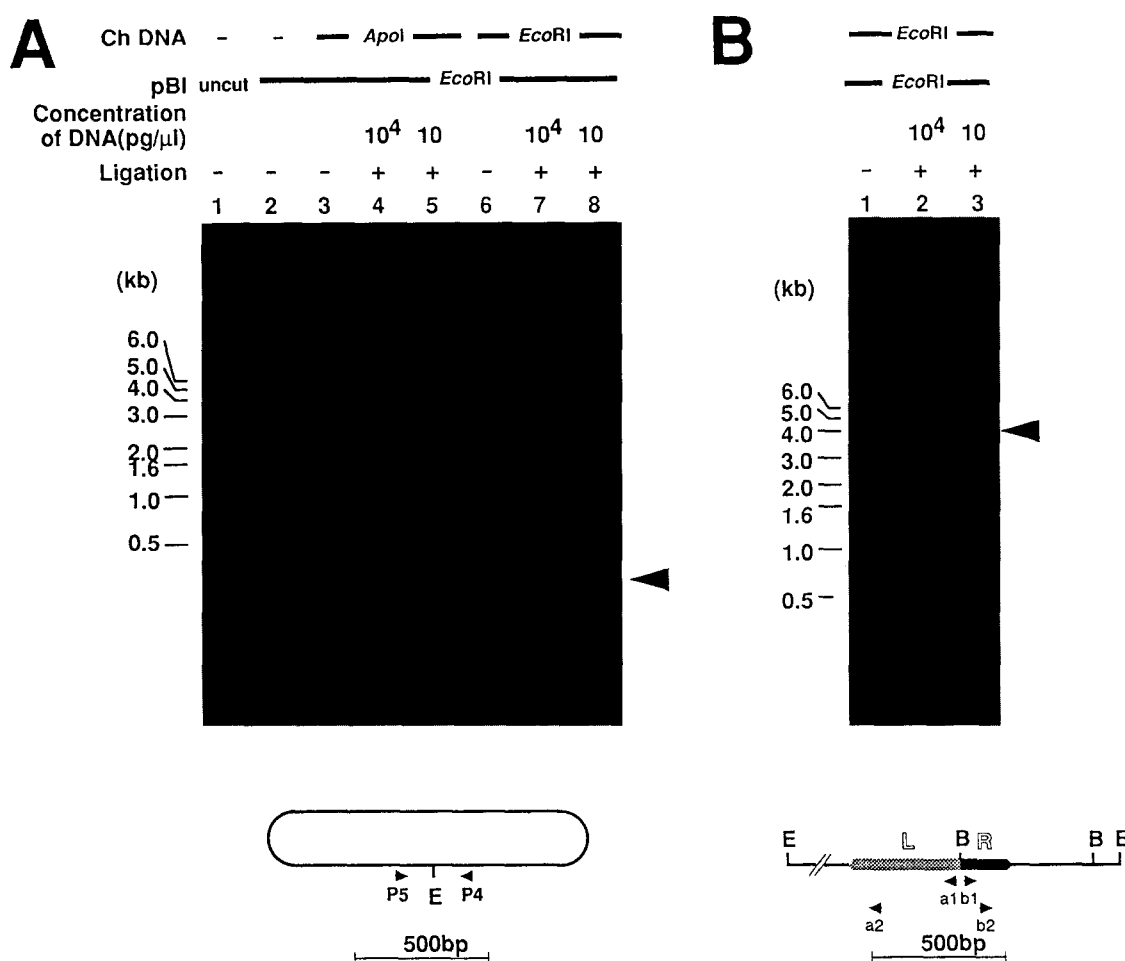 A
Ch DNA - - ApoI EcoRI
pBI uncut EcoRI
Concentration
of DNA(pg/μl) 10⁴ 10 10⁴ 10
Ligation - - - + + - + +
1 2 3 4 5 6 7 8
(kb)
6.0
5.0
4.0
3.0
2.0
1.6
1.0
0.5
P5 E P4
500bp
B
EcoRI
EcoRI
10⁴ 10
- + +
1 2 3
(kb)
6.0
5.0
4.0
3.0
2.0
1.6
1.0
0.5
E L B R B E
a1 b1
a2 b2
500bp